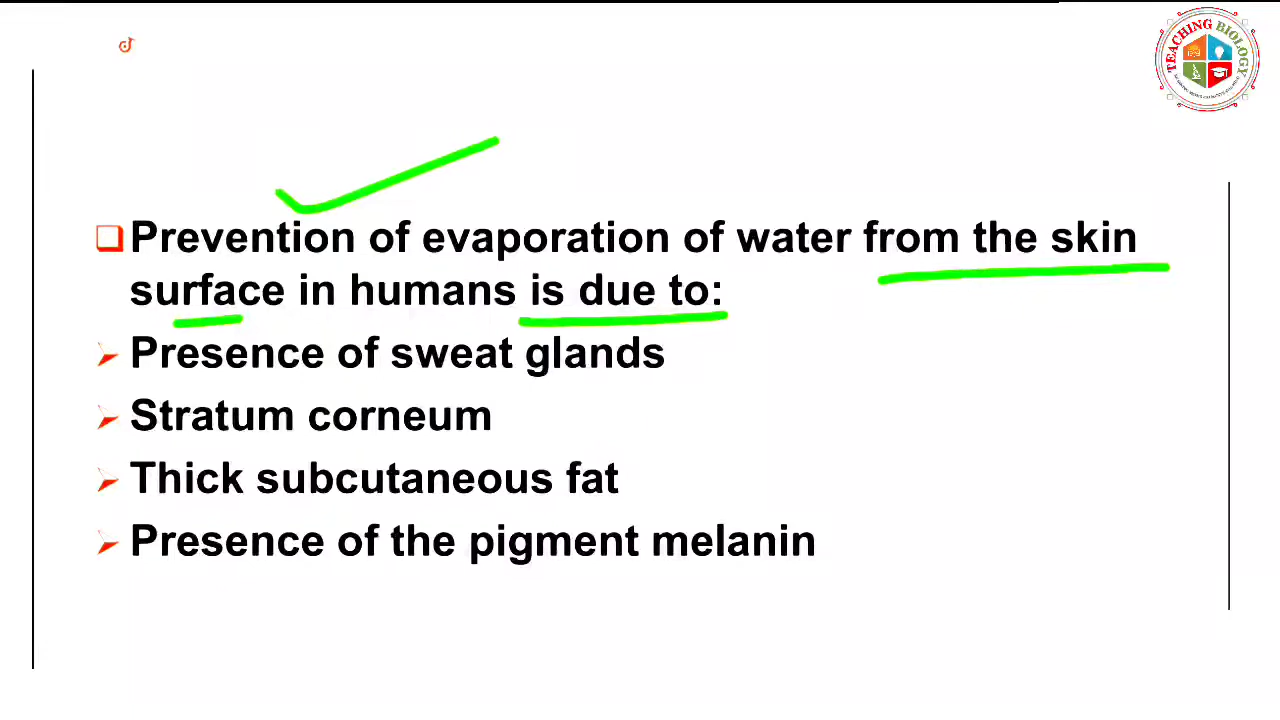 TEACHING BIOLOGY
Prevention of evaporation of water from the skin
surface in humans is due to:
Presence of sweat glands
Stratum corneum
Thick subcutaneous fat
Presence of the pigment melanin